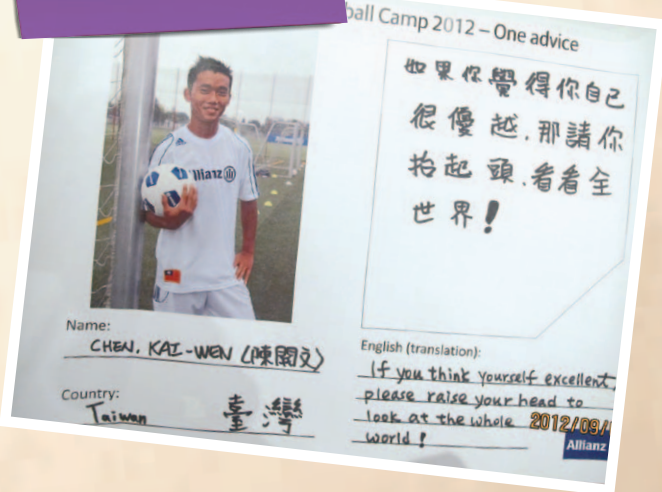 ball Camp 2012 – One advice
如果你覺得你自己
很優越,那請你
抬起頭,看看全
世界!
Allianz
Name:
CHEN, KAI-WEN (陳開文)
Country:
Taiwan 臺灣
English (translation):
If you think yourself excellent,
please raise your head to
look at the whole
world !
2012/09/
Allianz